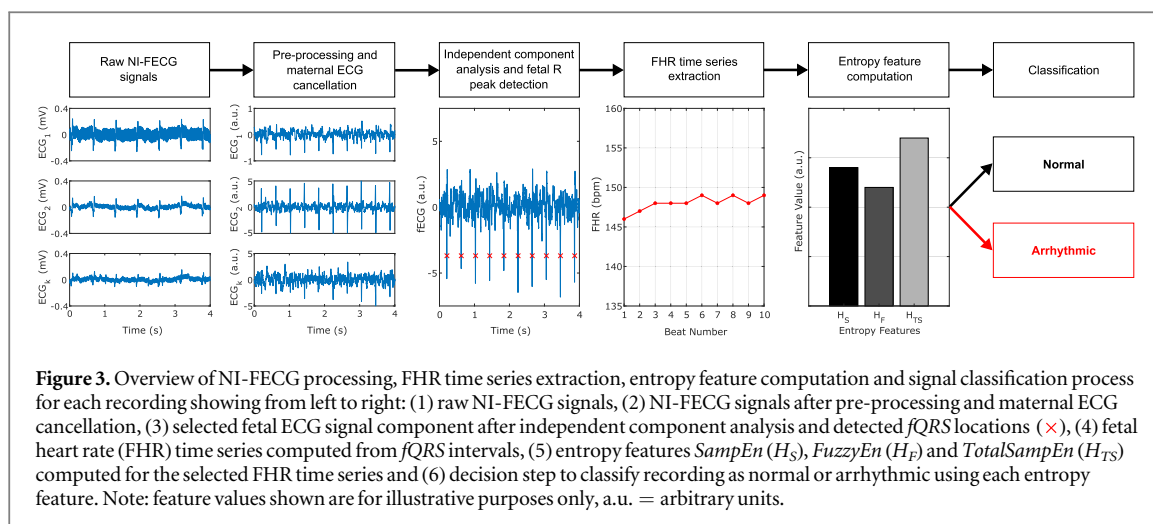 Raw NI-FECG
signals
Pre-processing and
maternal ECG
cancellation
Independent component
analysis and fetal R
peak detection
FHR time series
extraction
Entropy feature
computation
Classification
ECG1 (mV)
0.4
0
-0.4
ECG2 (mV)
0.4
0
-0.4
ECGk (mV)
0.4
0
-0.4
0 1 2 3 4
Time (s)
ECG1 (a.u.)
1
0
-1
ECG2 (a.u.)
5
0
-5
ECGk (a.u.)
5
0
-5
0 1 2 3 4
Time (s)
fECG (a.u.)
5
0
-5
0 1 2 3 4
Time (s)
FHR (bpm)
160
155
150
145
140
135
1 2 3 4 5 6 7 8 9 10
Beat Number
Feature Value (a.u.)
HS HF HTS
Entropy Features
Normal
Arrhythmic
Figure 3. Overview of NI-FECG processing, FHR time series extraction, entropy feature computation and signal classification process
for each recording showing from left to right: (1) raw NI-FECG signals, (2) NI-FECG signals after pre-processing and maternal ECG
cancellation, (3) selected fetal ECG signal component after independent component analysis and detected fQRS locations (×), (4) fetal
heart rate (FHR) time series computed from fQRS intervals, (5) entropy features SampEn (HS), FuzzyEn (HF) and TotalSampEn (HTS)
computed for the selected FHR time series and (6) decision step to classify recording as normal or arrhythmic using each entropy
feature. Note: feature values shown are for illustrative purposes only, a.u. = arbitrary units.